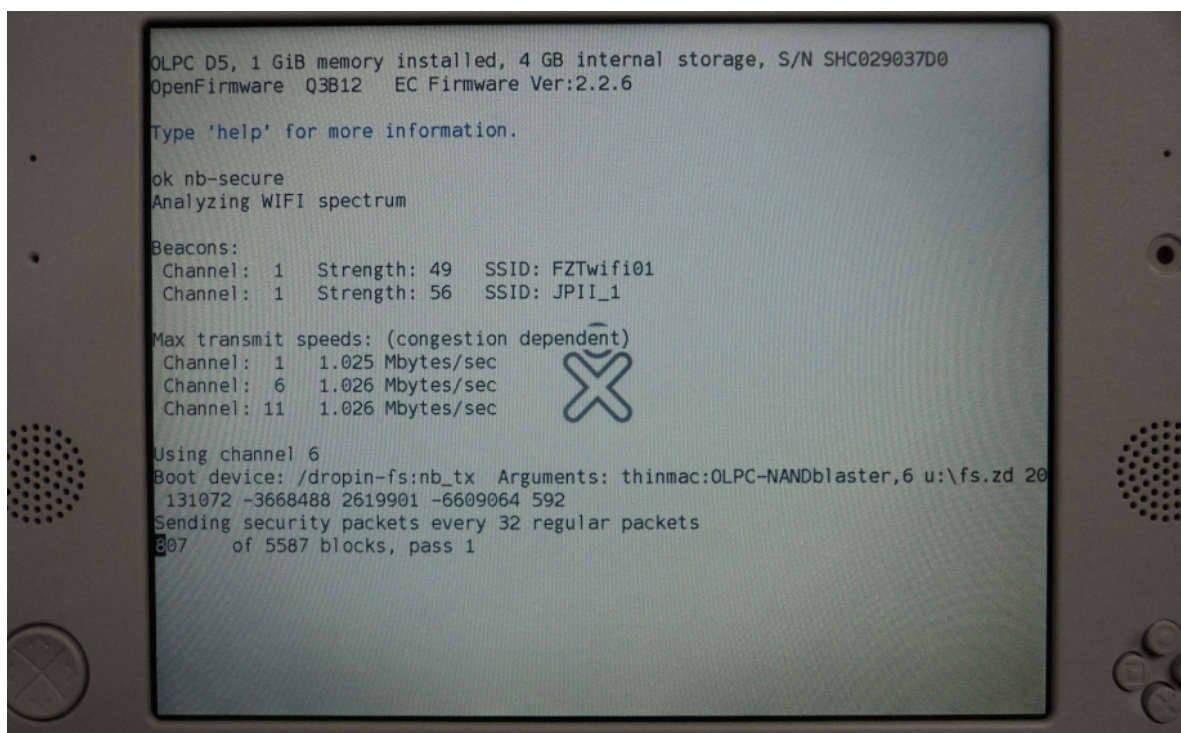 OLPC D5, 1 GiB memory installed, 4 GB internal storage, S/N SHC029037D0
OpenFirmware  Q3B12   EC Firmware Ver:2.2.6
Type 'help' for more information.
ok nb-secure
Analyzing WIFI spectrum
Beacons:
Channel:  1   Strength: 49   SSID: FZTwifi01
Channel:  1   Strength: 56   SSID: JPII_1
Max transmit speeds: (congestion dependent)
Channel:  1   1.025 Mbytes/sec
Channel:  6   1.026 Mbytes/sec
Channel: 11   1.026 Mbytes/sec
Using channel 6
Boot device: /dropin-fs:nb_tx  Arguments: thinmac:OLPC-NANDblaster,6 u:\fs.zd 20
131072 -3668488 2619901 -6609064 592
Sending security packets every 32 regular packets
807    of 5587 blocks, pass 1